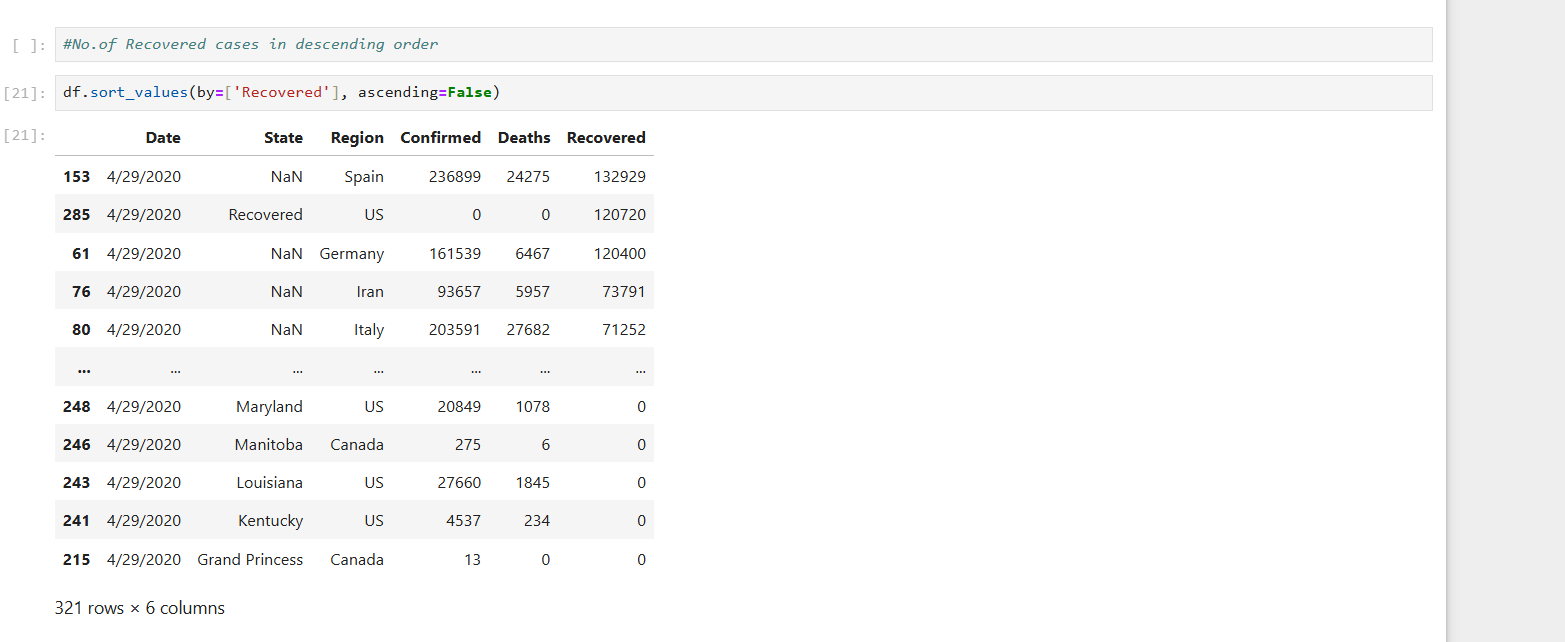 [ ]: #No.of Recovered cases in descending order
[21]: df.sort_values(by=['Recovered'], ascending=False)
[21]: Date State Region Confirmed Deaths Recovered
153 4/29/2020 NaN Spain 236899 24275 132929
285 4/29/2020 Recovered US 0 0 120720
61 4/29/2020 NaN Germany 161539 6467 120400
76 4/29/2020 NaN Iran 93657 5957 73791
80 4/29/2020 NaN Italy 203591 27682 71252
... ... ... ... ... ... ...
248 4/29/2020 Maryland US 20849 1078 0
246 4/29/2020 Manitoba Canada 275 6 0
243 4/29/2020 Louisiana US 27660 1845 0
241 4/29/2020 Kentucky US 4537 234 0
215 4/29/2020 Grand Princess Canada 13 0 0
321 rows × 6 columns